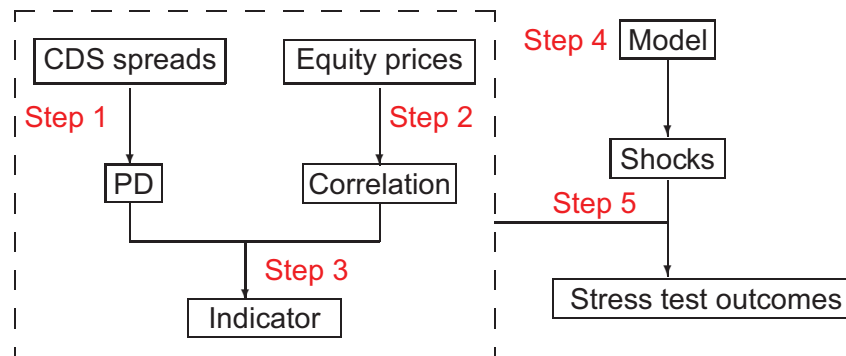 CDS spreads
Equity prices
Step 4
Model
Step 1
Step 2
PD
Correlation
Shocks
Step 5
Step 3
Indicator
Stress test outcomes